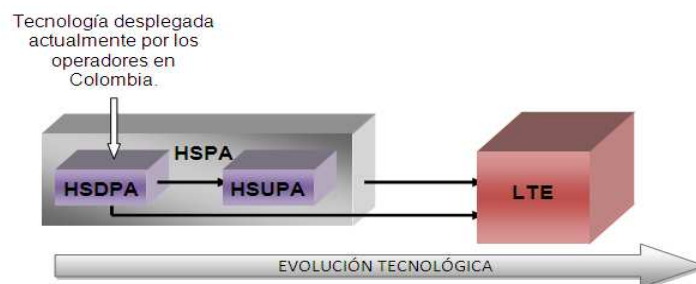 Tecnología desplegada
actualmente por los
operadores en
Colombia.
HSPA
HSDPA
HSUPA
LTE
EVOLUCIÓN TECNOLÓGICA